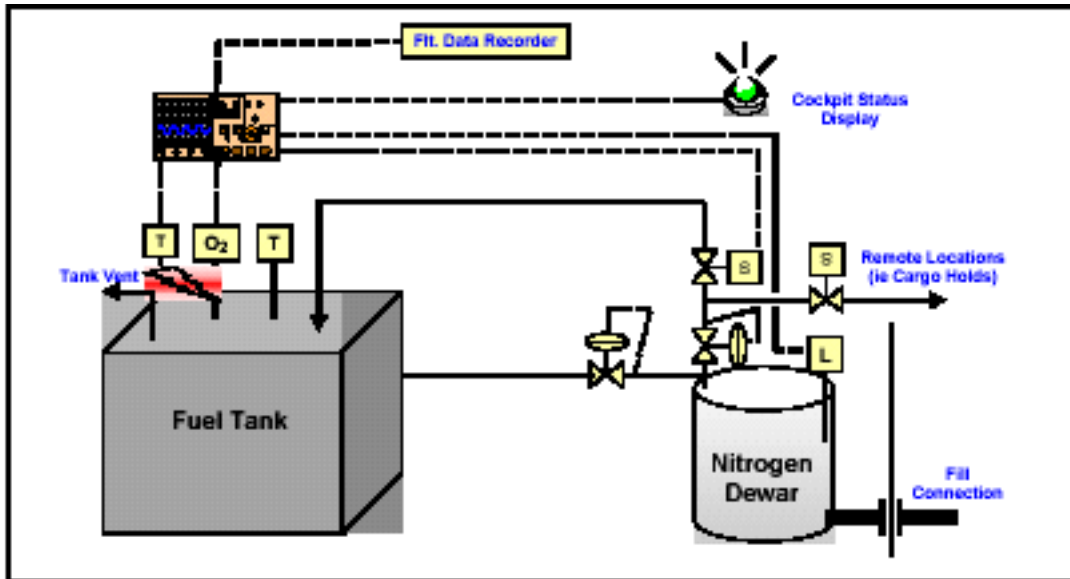 Flt. Data Recorder
Cockpit Status
Display
T
O2
T
S
S
Remote Locations
(ie Cargo Holds)
Tank Vent
L
Fuel Tank
Nitrogen
Dewar
Fill
Connection